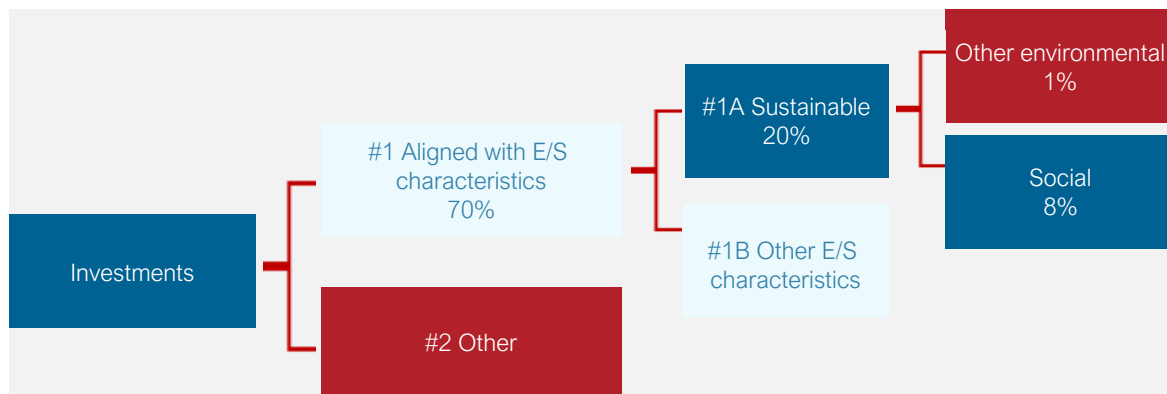 Investments
#1 Aligned with E/S
characteristics
70%
#2 Other
#1A Sustainable
20%
#1B Other E/S
characteristics
Other environmental
1%
Social
8%